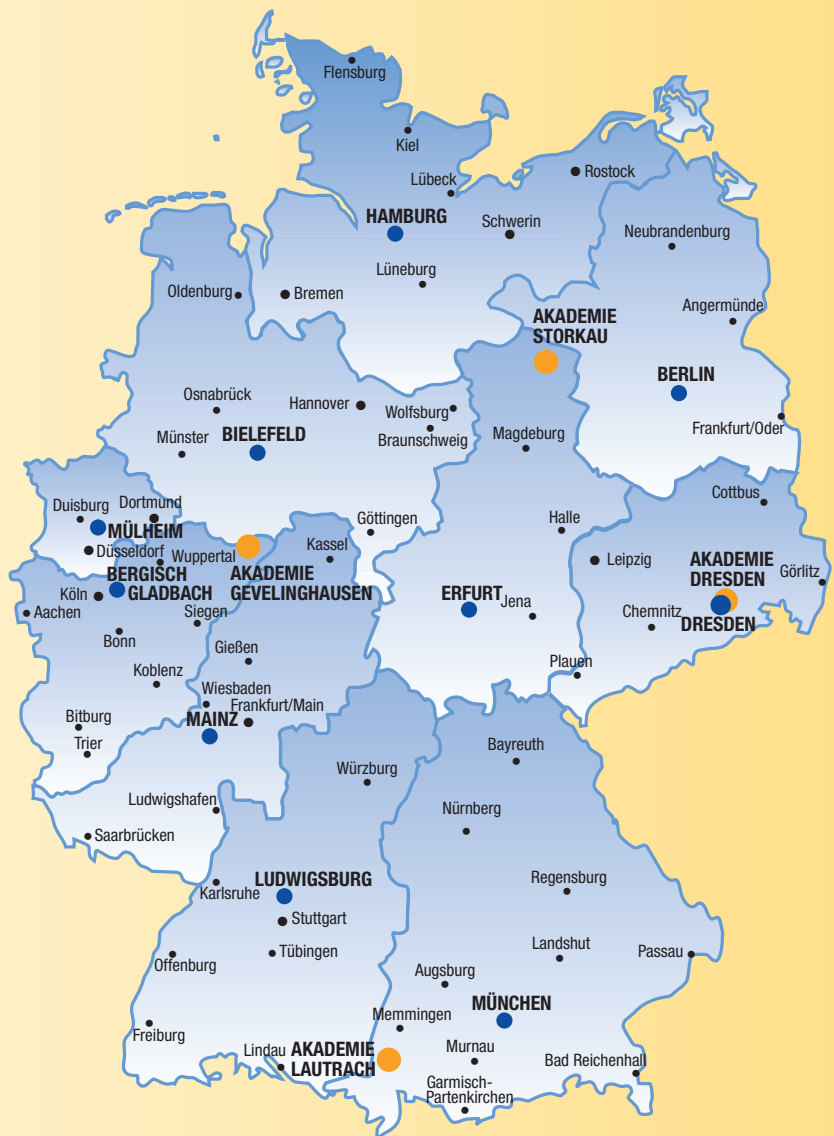 Flensburg
Kiel
Lübeck
Rostock
HAMBURG
Schwerin
Neubrandenburg
Lüneburg
Oldenburg
Bremen
Angermünde
AKADEMIE
STORKAU
BERLIN
Osnabrück
Hannover
Wolfsburg
Frankfurt/Oder
Münster
BIELEFELD
Braunschweig
Magdeburg
Cottbus
Duisburg
Dortmund
MÜLHEIM
Göttingen
Halle
Düsseldorf
Wuppertal
Kassel
Leipzig
AKADEMIE
DRESDEN
Görlitz
BERGISCH
GLADBACH
AKADEMIE
GEVELINGHAUSEN
ERFURT
Köln
Aachen
Siegen
Jena
Chemnitz
DRESDEN
Bonn
Gießen
Koblenz
Plauen
Wiesbaden
Frankfurt/Main
Bitburg
MAINZ
Trier
Bayreuth
Würzburg
Ludwigshafen
Nürnberg
Saarbrücken
LUDWIGSBURG
Karlsruhe
Regensburg
Stuttgart
Offenburg
Tübingen
Landshut
Passau
Augsburg
MÜNCHEN
Memmingen
Freiburg
Lindau
AKADEMIE
LAUTRACH
Murnau
Bad Reichenhall
Garmisch-
Partenkirchen